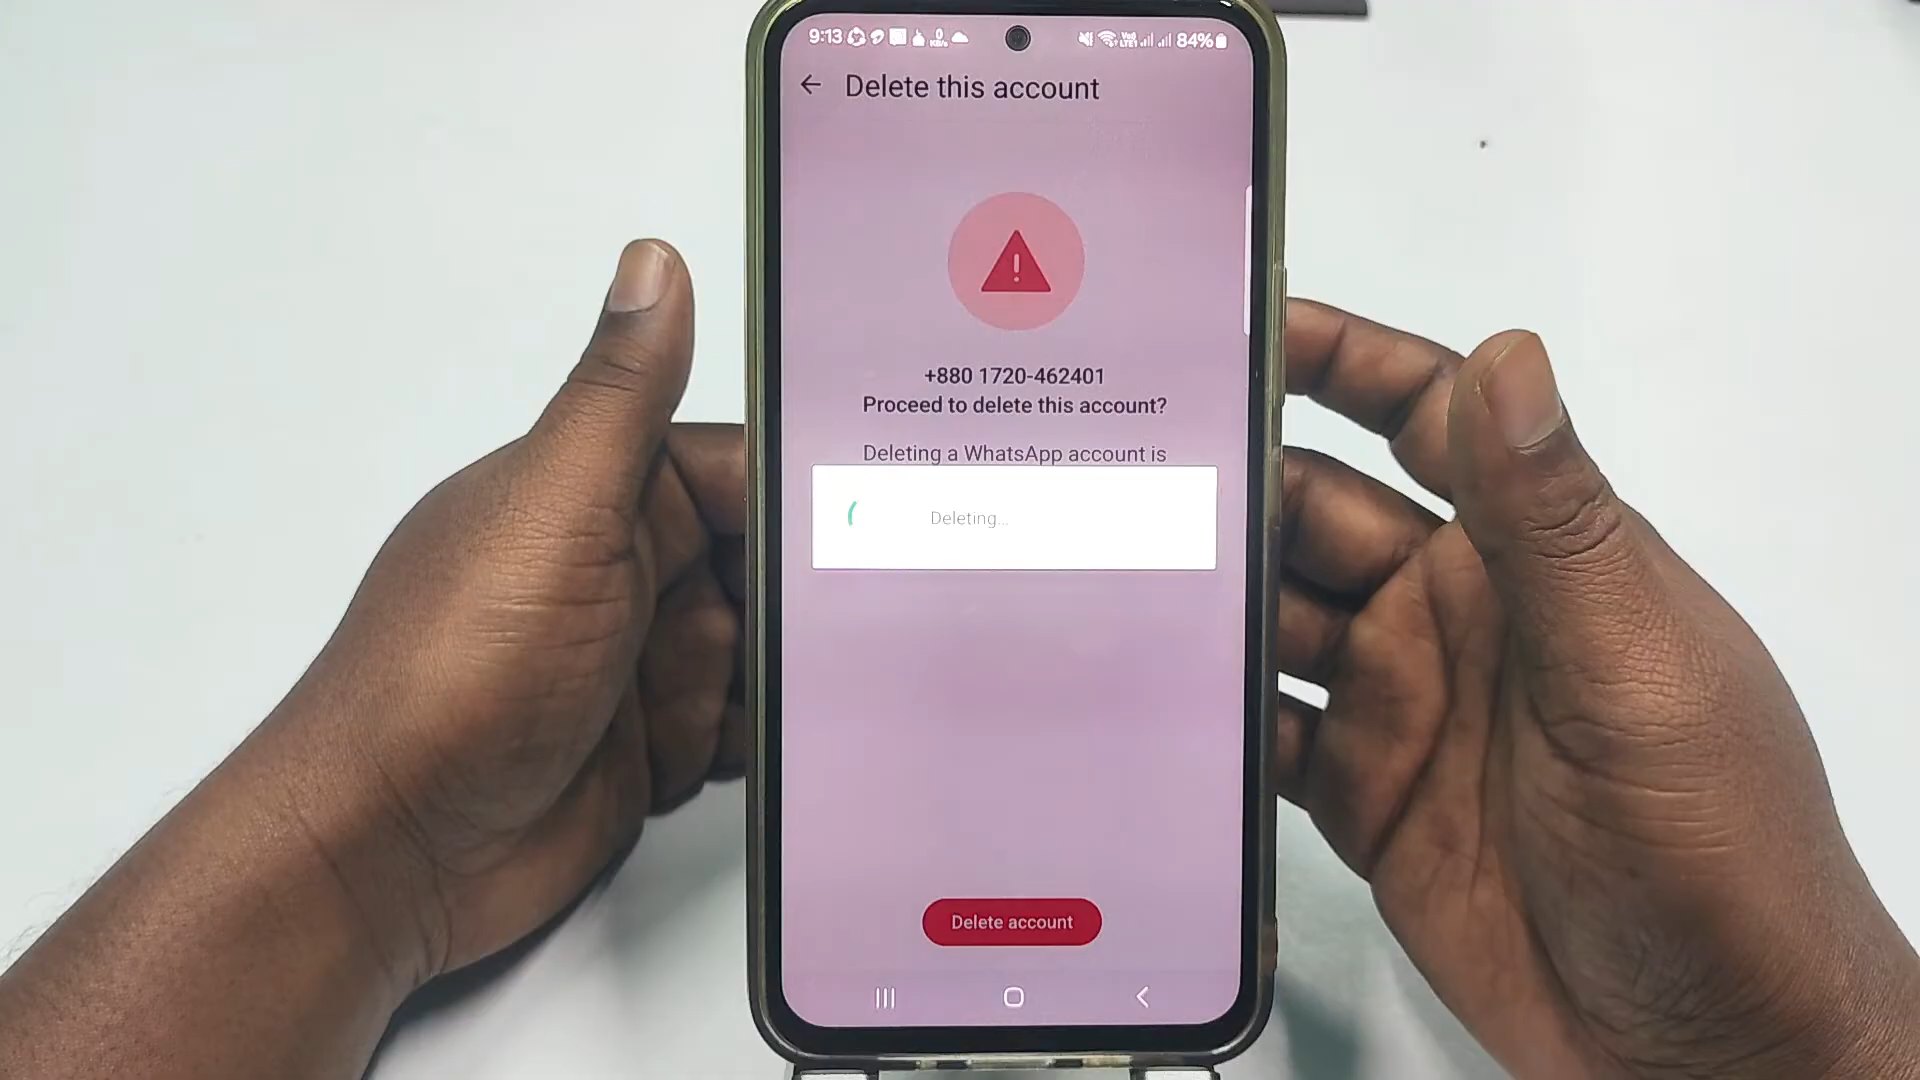 9:13 84%
Delete this account
+880 1720-462401
Proceed to delete this account?
Deleting a WhatsApp account is
Deleting...
Delete account